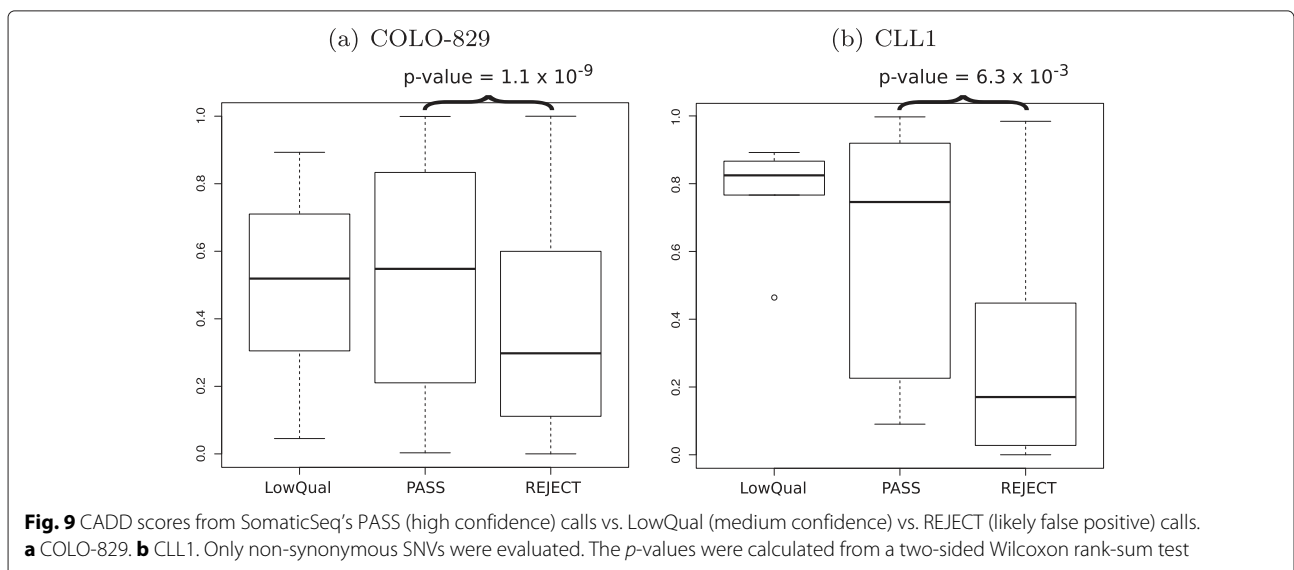 (a) COLO-829
(b) CLL1
p-value = 1.1 x 10-9
p-value = 6.3 x 10-3
1.0
0.8
0.6
0.4
0.2
0.0
LowQual
PASS
REJECT
1.0
0.8
0.6
0.4
0.2
0.0
LowQual
PASS
REJECT
Fig. 9 CADD scores from SomaticSeq's PASS (high confidence) calls vs. LowQual (medium confidence) vs. REJECT (likely false positive) calls.
a COLO-829. b CLL1. Only non-synonymous SNVs were evaluated. The p-values were calculated from a two-sided Wilcoxon rank-sum test